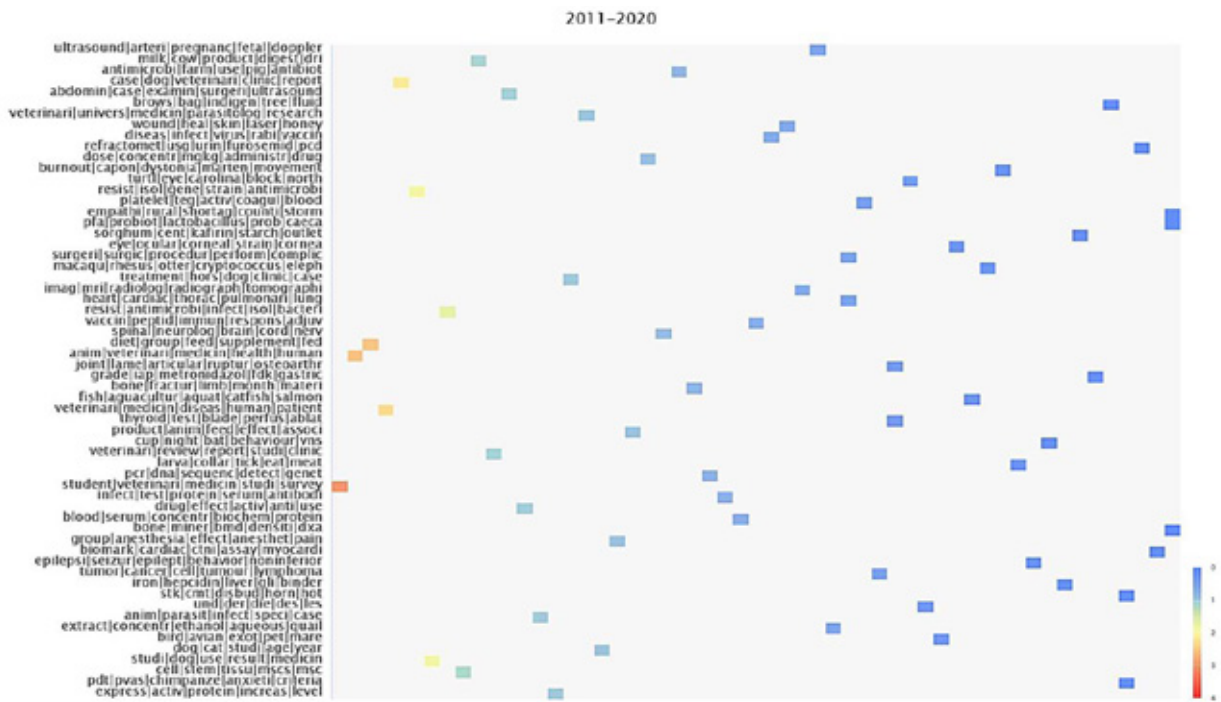 2011-2020
ultrasound|arteri|pregnanc|fetal|doppler
milk|cow|product|digest|dri
antimicrobi|farm|use|pig|antibiot
case|dog|veterinari|clinic|report
abdomin|case|examin|surgeri|ultrasound
brows|bag|indigen|tree|fluid
veterinari|univers|medicin|parasitolog|research
wound|heal|skin|laser|honey
diseas|infect|virus|rabi|vaccin
refractomet|usg|urin|furosemid|pcd
dose|concentr|mgkg|administr|drug
burnout|capon|dystonia|marten|movement
turtl|eye|carolina|block|north
resist|isol|gene|strain|antimicrobi
platelet|teg|activ|coagul|blood
empathi|rural|shortag|counti|storm
pfa|probiot|lactobacillus|prob|caeca
sorghum|cent|kafirin|starch|outlet
eye|ocular|corneal|strain|cornea
surgeri|surgic|procedur|perform|complic
macaqu|rhesus|otter|cryptococcus|eleph
treatment|hors|dog|clinic|case
imag|mri|radiolog|radiograph|tomographi
heart|cardiac|thorac|pulmonari|lung
resist|antimicrobi|infect|isol|bacteri
vaccin|peptid|immun|respons|adjuv
spinal|neurolog|brain|cord|nerv
diet|group|feed|supplement|fed
anim|veterinari|medicin|health|human
joint|lame|articular|ruptur|osteoarthr
grade|iap|metronidazol|fdk|gastric
bone|fractur|limb|month|materi
fish|aquacultur|aquat|catfish|salmon
veterinari|medicin|diseas|human|patient
thyroid|test|blade|perfus|ablat
product|anim|feed|effect|associ
cup|night|bat|behaviour|vns
veterinari|review|report|studi|clinic
larva|collar|tick|eat|meat
pcr|dna|sequenc|detect|genet
student|veterinari|medicin|studi|survey
infect|test|protein|serum|antibodi
drug|effect|activ|anti|use
blood|serum|concentr|biochem|protein
bone|miner|bmd|densiti|dxa
group|anesthesia|effect|anesthet|pain
biomark|cardiac|ctni|assay|myocardi
epilepsi|seizur|epilept|behavior|noninferior
tumor|cancer|cell|tumour|lymphoma
iron|hepcidin|liver|gli|binder
stk|cmt|disbud|horn|hot
und|der|die|des|les
anim|parasit|infect|speci|case
extract|concentr|ethanol|aqueous|quail
bird|avian|exot|pet|mare
dog|cat|studi|age|year
studi|dog|use|result|medicin
cell|stem|tissu|mscs|msc
pdt|pvas|chimpanze|anxieti|criteria
express|activ|protein|increas|level
0
1
2
3
4